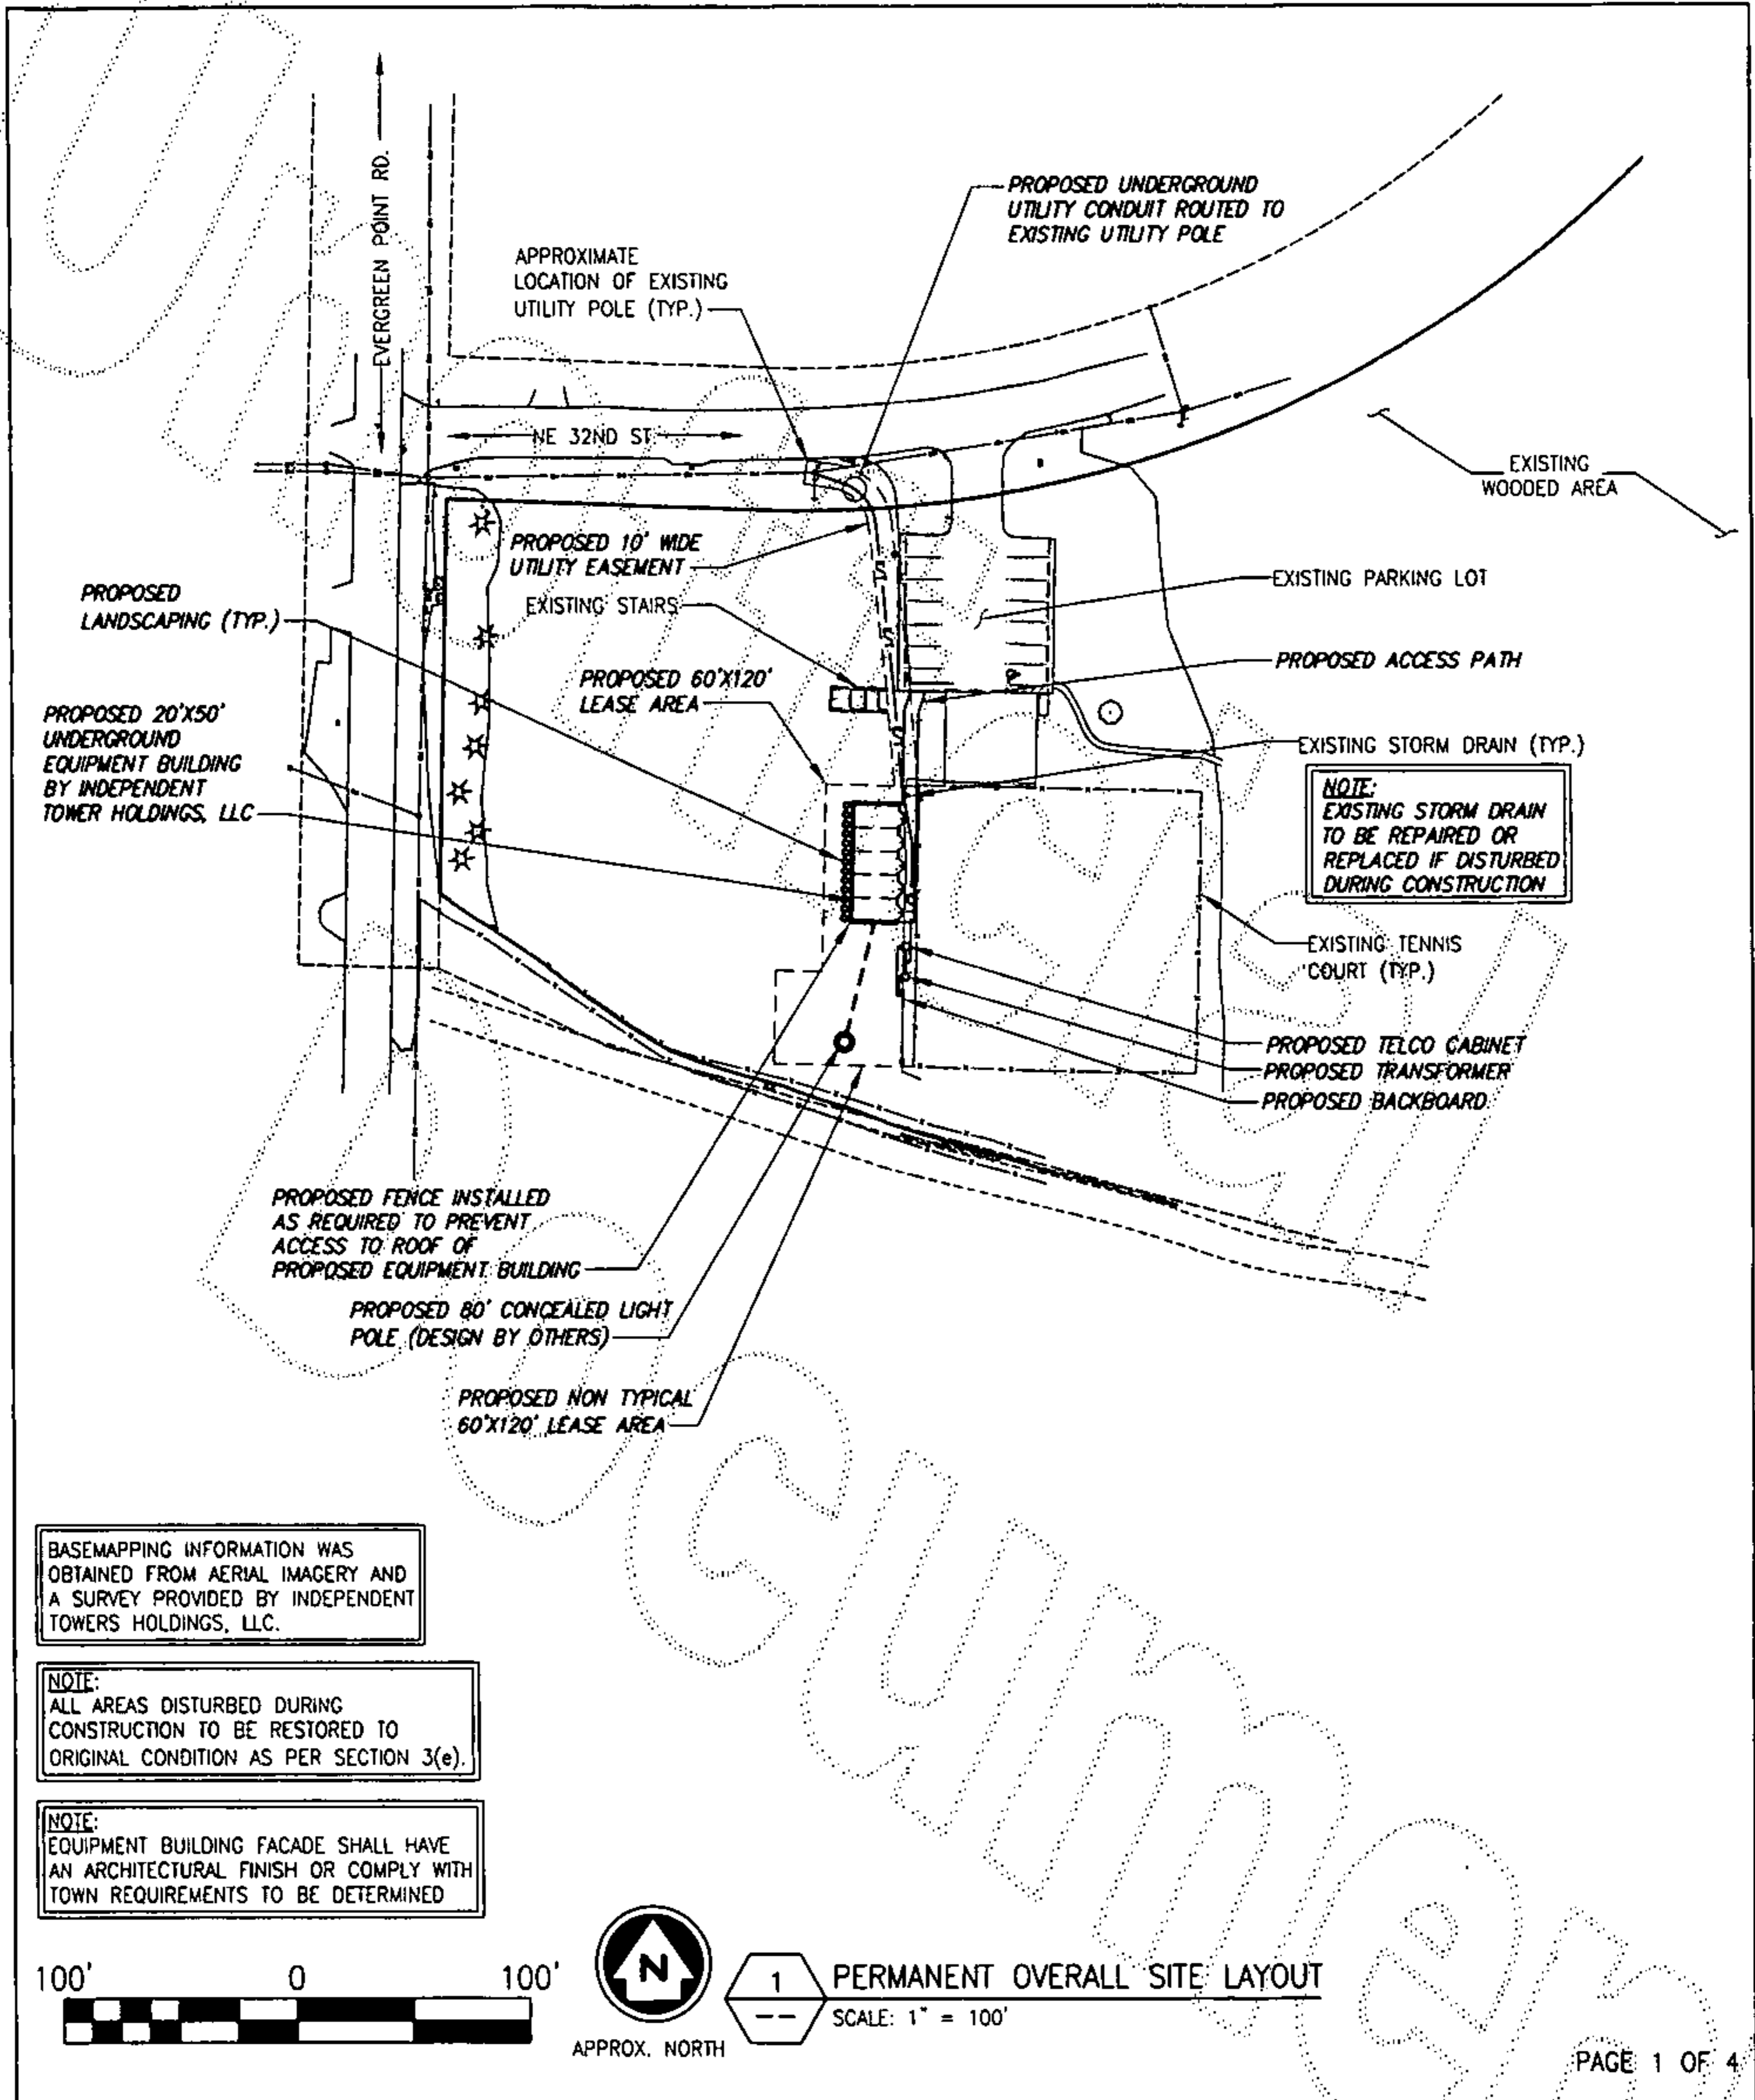 EVERGREEN POINT RD.
PROPOSED UNDERGROUND
UTILITY CONDUIT ROUTED TO
EXISTING UTILITY POLE
APPROXIMATE
LOCATION OF EXISTING
UTILITY POLE (TYP.)
NE 32ND ST
EXISTING
WOODED AREA
PROPOSED 10' WIDE
UTILITY EASEMENT
EXISTING PARKING LOT
PROPOSED
LANDSCAPING (TYP.)
EXISTING STAIRS
PROPOSED ACCESS PATH
PROPOSED 60'X120'
LEASE AREA
PROPOSED 20'X50'
UNDERGROUND
EQUIPMENT BUILDING
BY INDEPENDENT
TOWER HOLDINGS, LLC
EXISTING STORM DRAIN (TYP.)
NOTE:
EXISTING STORM DRAIN
TO BE REPAIRED OR
REPLACED IF DISTURBED
DURING CONSTRUCTION
EXISTING TENNIS
COURT (TYP.)
PROPOSED TELCO CABINET
PROPOSED TRANSFORMER
PROPOSED BACKBOARD
PROPOSED FENCE INSTALLED
AS REQUIRED TO PREVENT
ACCESS TO ROOF OF
PROPOSED EQUIPMENT BUILDING
PROPOSED 80' CONCEALED LIGHT
POLE (DESIGN BY OTHERS)
PROPOSED NON TYPICAL
60'X120' LEASE AREA
BASEMAPPING INFORMATION WAS
OBTAINED FROM AERIAL IMAGERY AND
A SURVEY PROVIDED BY INDEPENDENT
TOWERS HOLDINGS, LLC.
NOTE:
ALL AREAS DISTURBED DURING
CONSTRUCTION TO BE RESTORED TO
ORIGINAL CONDITION AS PER SECTION 3(e).
NOTE:
EQUIPMENT BUILDING FACADE SHALL HAVE
AN ARCHITECTURAL FINISH OR COMPLY WITH
TOWN REQUIREMENTS TO BE DETERMINED
100' 0 100'
N
APPROX. NORTH
1
PERMANENT OVERALL SITE LAYOUT
SCALE: 1" = 100'
PAGE 1 OF 4